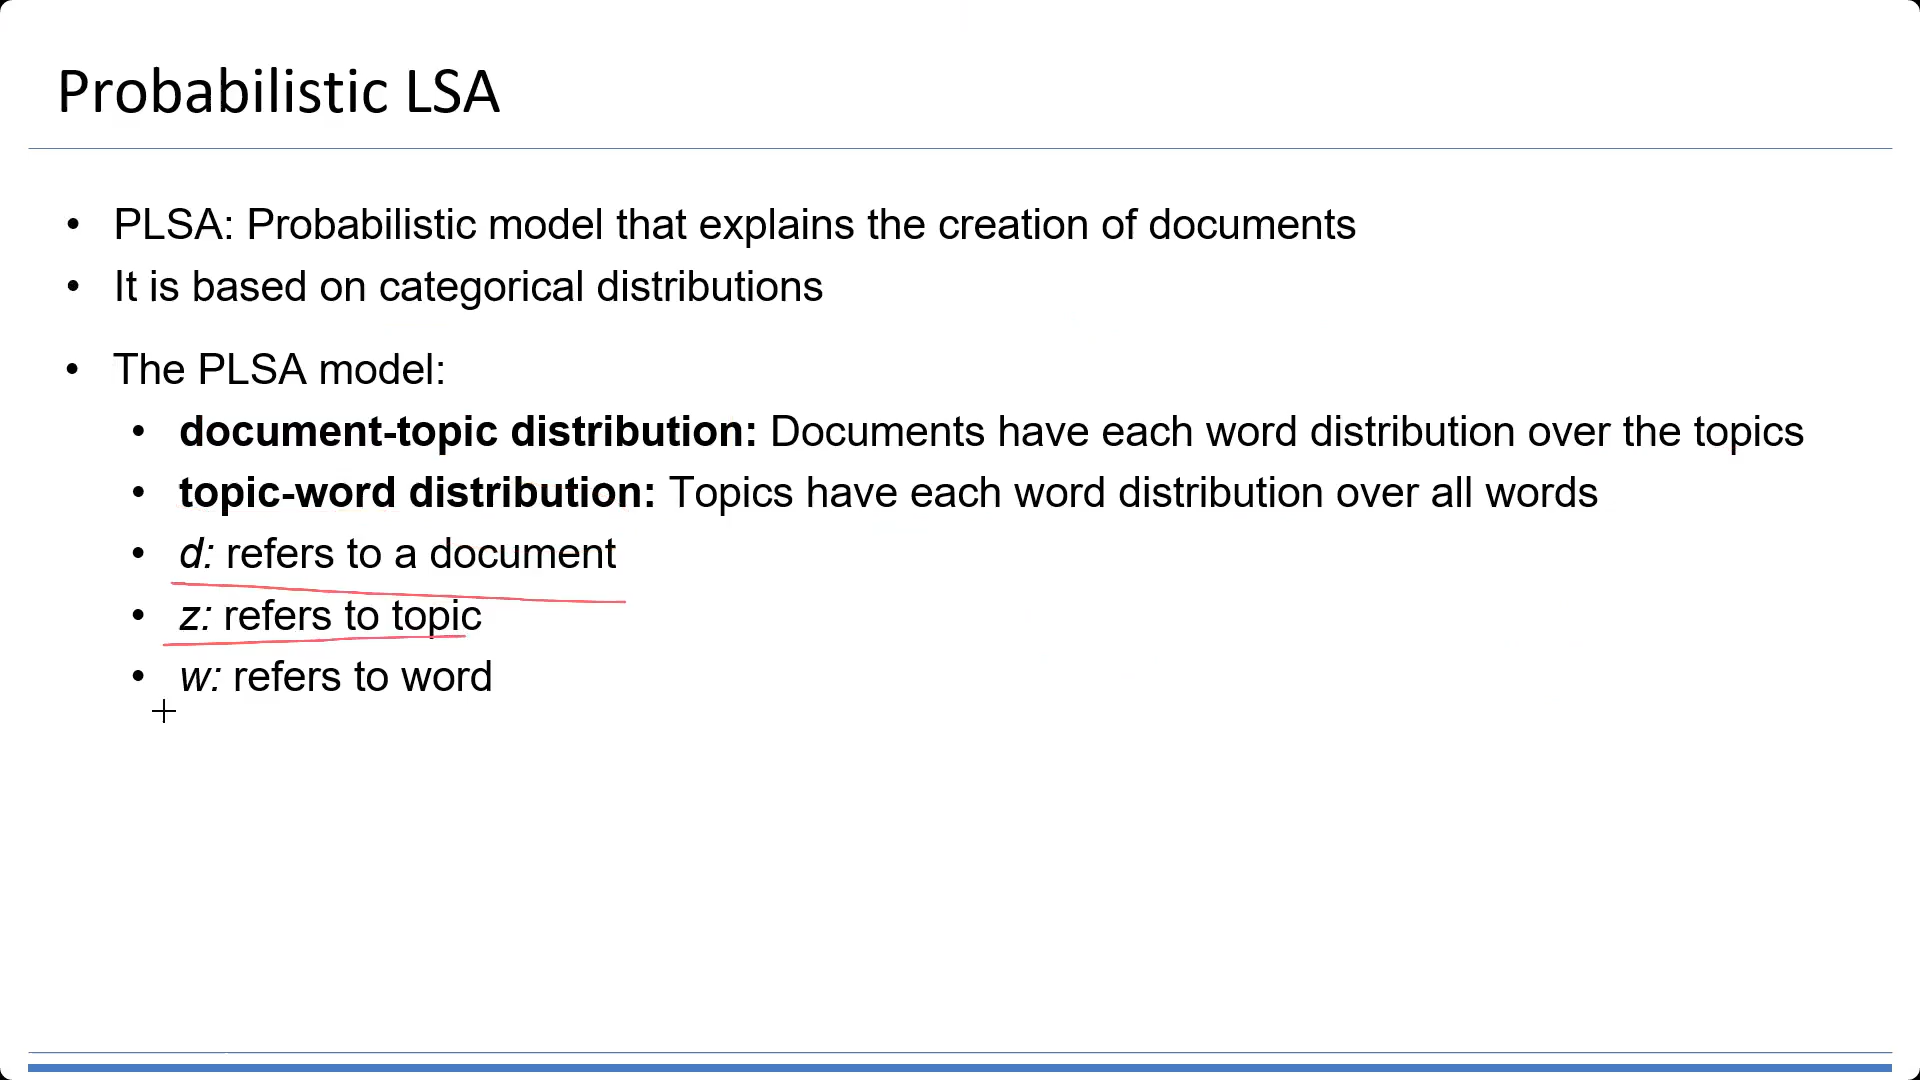 Probabilistic LSA
• PLSA: Probabilistic model that explains the creation of documents
• It is based on categorical distributions
• The PLSA model:
• document-topic distribution: Documents have each word distribution over the topics
• topic-word distribution: Topics have each word distribution over all words
• d: refers to a document
• z: refers to topic
• w: refers to word